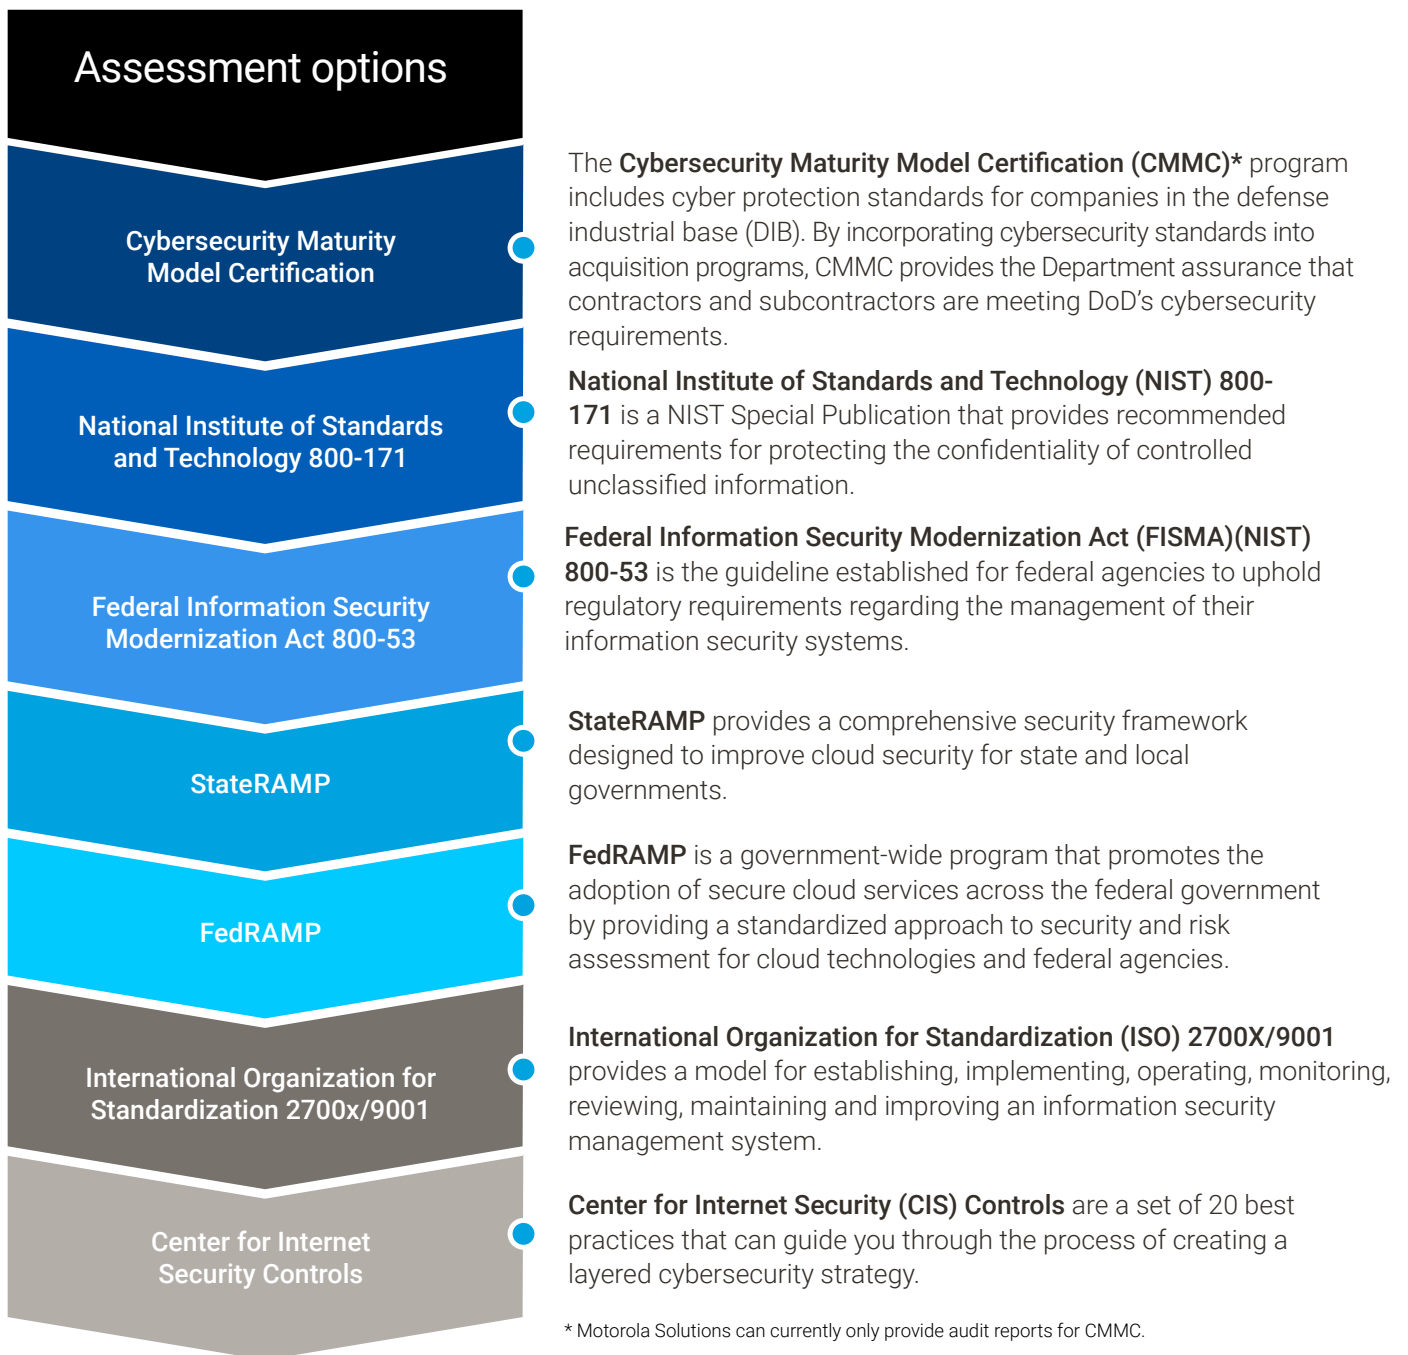 Assessment options
Cybersecurity Maturity
Model Certification
The Cybersecurity Maturity Model Certification (CMMC)* program
includes cyber protection standards for companies in the defense
industrial base (DIB). By incorporating cybersecurity standards into
acquisition programs, CMMC provides the Department assurance that
contractors and subcontractors are meeting DoD’s cybersecurity
requirements.
National Institute of Standards
and Technology 800-171
National Institute of Standards and Technology (NIST) 800-
171 is a NIST Special Publication that provides recommended
requirements for protecting the confidentiality of controlled
unclassified information.
Federal Information Security
Modernization Act 800-53
Federal Information Security Modernization Act (FISMA)(NIST)
800-53 is the guideline established for federal agencies to uphold
regulatory requirements regarding the management of their
information security systems.
StateRAMP
StateRAMP provides a comprehensive security framework
designed to improve cloud security for state and local
governments.
FedRAMP
FedRAMP is a government-wide program that promotes the
adoption of secure cloud services across the federal government
by providing a standardized approach to security and risk
assessment for cloud technologies and federal agencies.
International Organization for
Standardization 2700x/9001
International Organization for Standardization (ISO) 2700X/9001
provides a model for establishing, implementing, operating, monitoring,
reviewing, maintaining and improving an information security
management system.
Center for Internet
Security Controls
Center for Internet Security (CIS) Controls are a set of 20 best
practices that can guide you through the process of creating a
layered cybersecurity strategy.
* Motorola Solutions can currently only provide audit reports for CMMC.